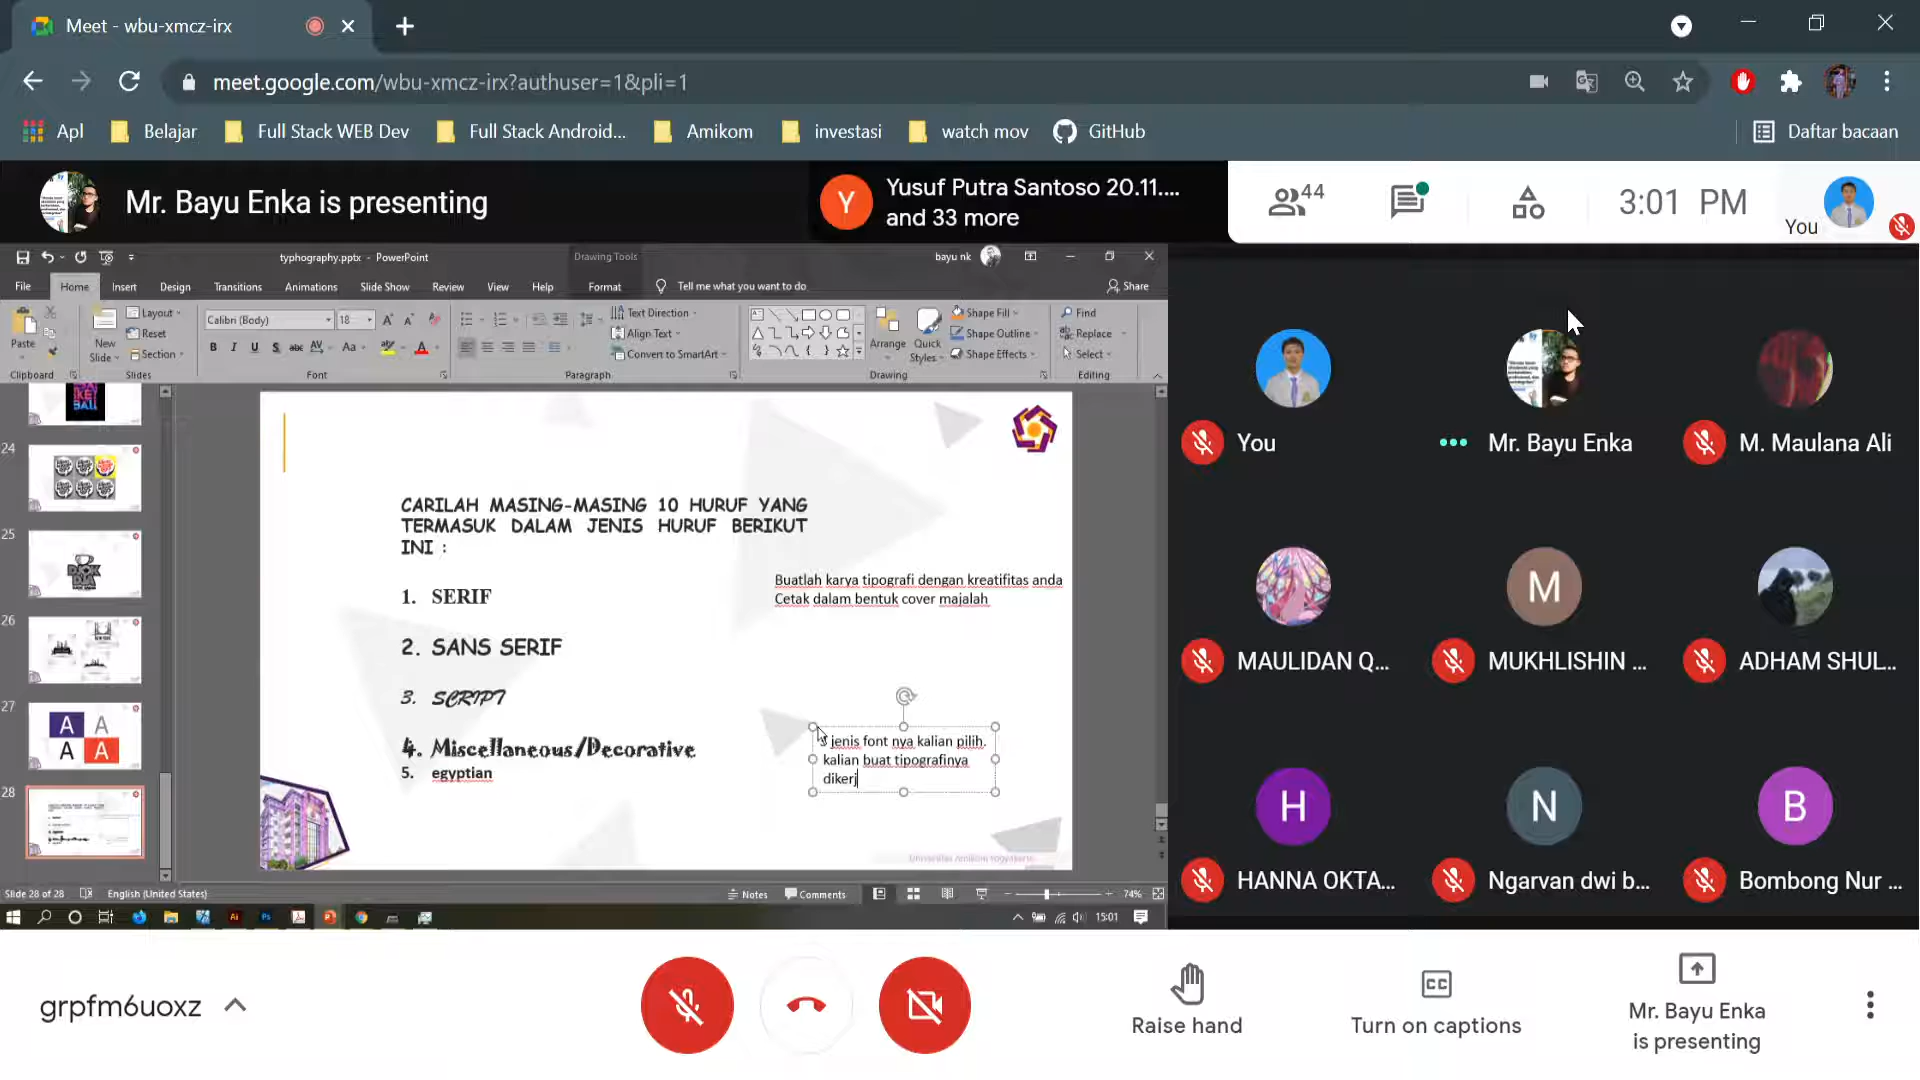 Meet - wbu-xmcz-irx
meet.google.com/wbu-xmcz-irx?authuser=1&pli=1
Apl
Belajar
Full Stack WEB Dev
Full Stack Android...
Amikom
investasi
watch mov
GitHub
Daftar bacaan
Mr. Bayu Enka is presenting
Y
Yusuf Putra Santoso 20.11....
and 33 more
44
3:01 PM
You
typhography.pptx - PowerPoint
Drawing Tools
bayu nk
File
Home
Insert
Design
Transitions
Animations
Slide Show
Review
View
Help
Format
Tell me what you want to do
Share
Paste
New
Slide
Layout
Reset
Section
Calibri (Body)
18
Text Direction
Align Text
Convert to SmartArt
Arrange
Quick
Styles
Shape Fill
Shape Outline
Shape Effects
Find
Replace
Select
Clipboard
Slides
Font
Paragraph
Drawing
Editing
24
25
26
27
28
A A
A A
CARILAH MASING-MASING 10 HURUF YANG
TERMASUK DALAM JENIS HURUF BERIKUT
INI :
1. SERIF
2. SANS SERIF
3. SCRIPT
4. Miscellaneous/Decorative
5. egyptian
Buatlah karya tipografi dengan kreatifitas anda
Cetak dalam bentuk cover majalah
jenis font nya kalian pilih.
kalian buat tipografinya
dikerj
Universitas Amikom Yogyakarta
Slide 28 of 28
English (United States)
Notes
Comments
74%
15:01
You
Mr. Bayu Enka
M. Maulana Ali
MAULIDAN Q...
M
MUKHLISHIN ...
ADHAM SHUL...
H
HANNA OKTA...
N
Ngarvan dwi b...
B
Bombong Nur ...
grpfm6uoxz
Raise hand
Turn on captions
Mr. Bayu Enka
is presenting